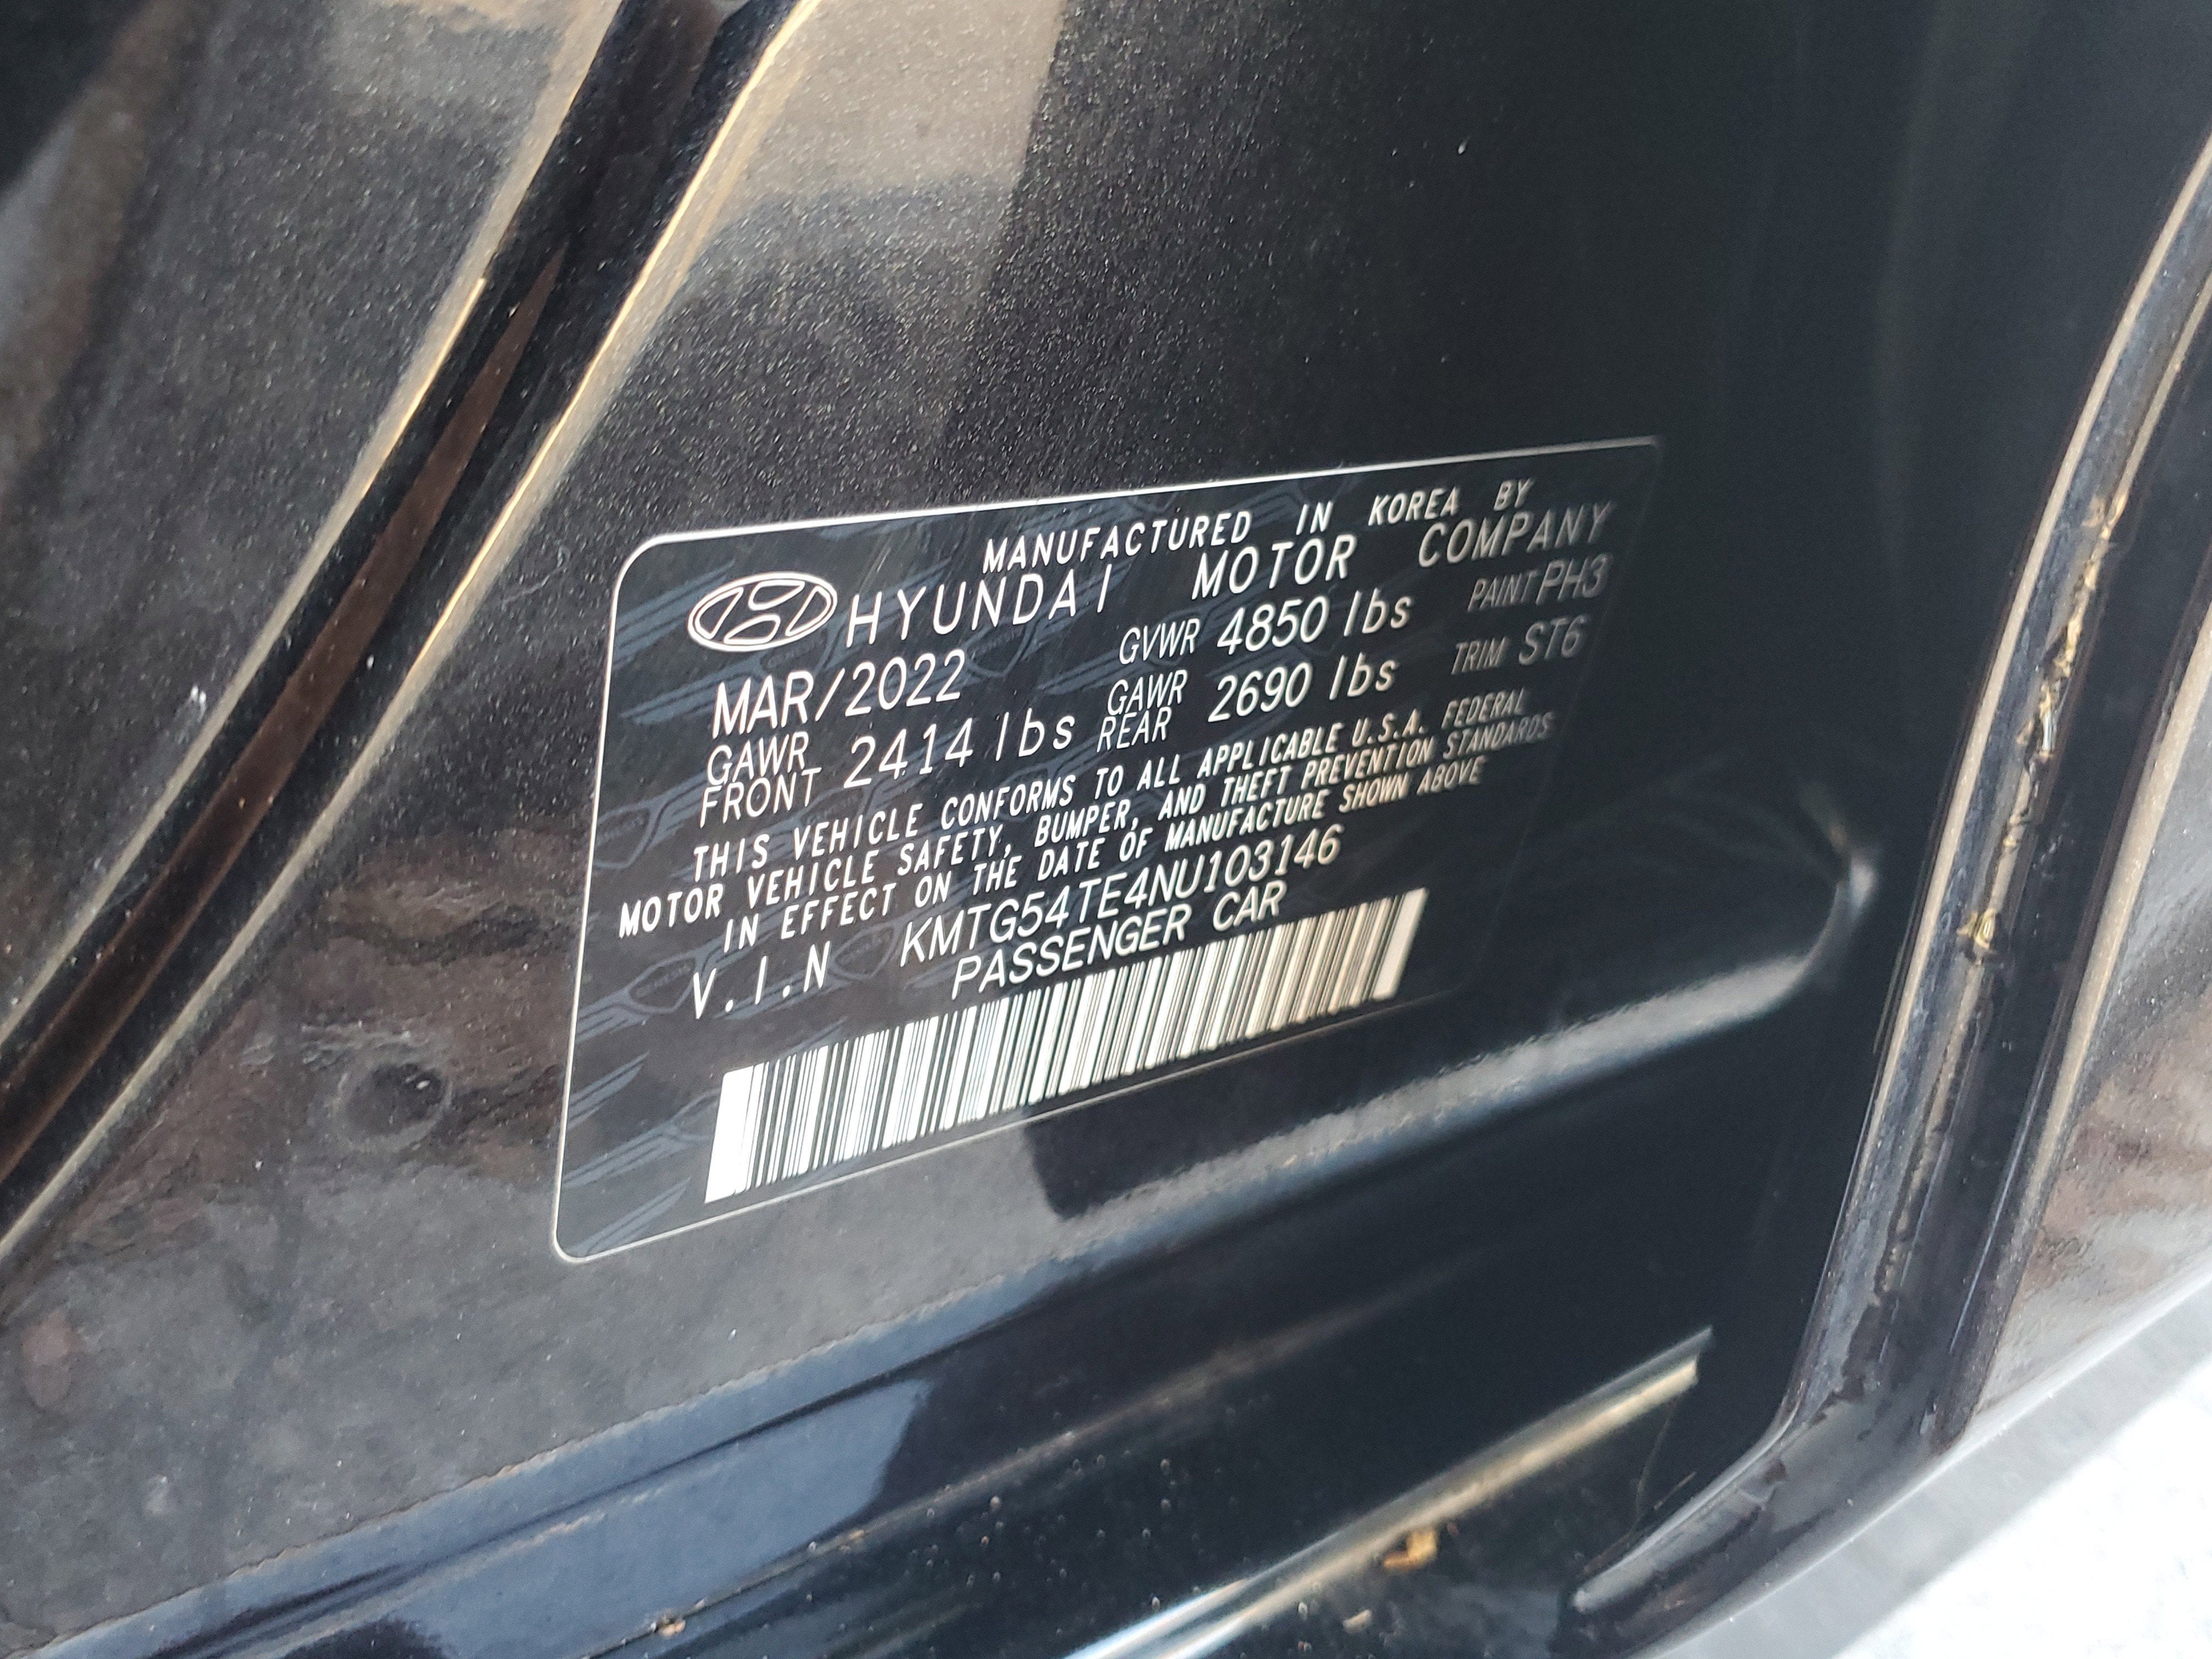 MANUFACTURED IN KOREA BY
HYUNDAI MOTOR COMPANY
MAR/2022 GVWR 4850 lbs PAINT PH3
GAWR FRONT 2414 lbs GAWR REAR 2690 lbs TRIM ST6
THIS VEHICLE CONFORMS TO ALL APPLICABLE U.S.A. FEDERAL
MOTOR VEHICLE SAFETY, BUMPER, AND THEFT PREVENTION STANDARDS
IN EFFECT ON THE DATE OF MANUFACTURE SHOWN ABOVE
V.I.N KMTG54TE4NU103146
PASSENGER CAR